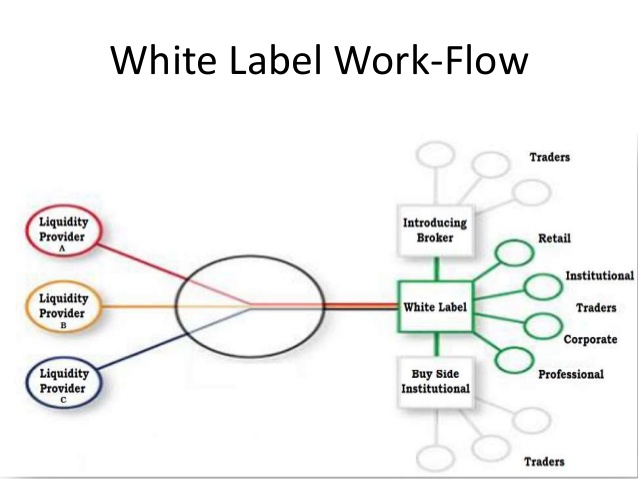 White Label Work-Flow
Liquidity
Provider
A
Liquidity
Provider
B
Liquidity
Provider
C
Introducing
Broker
White Label
Buy Side
Institutional
Traders
Retail
Institutional
Traders
Corporate
Professional
Traders